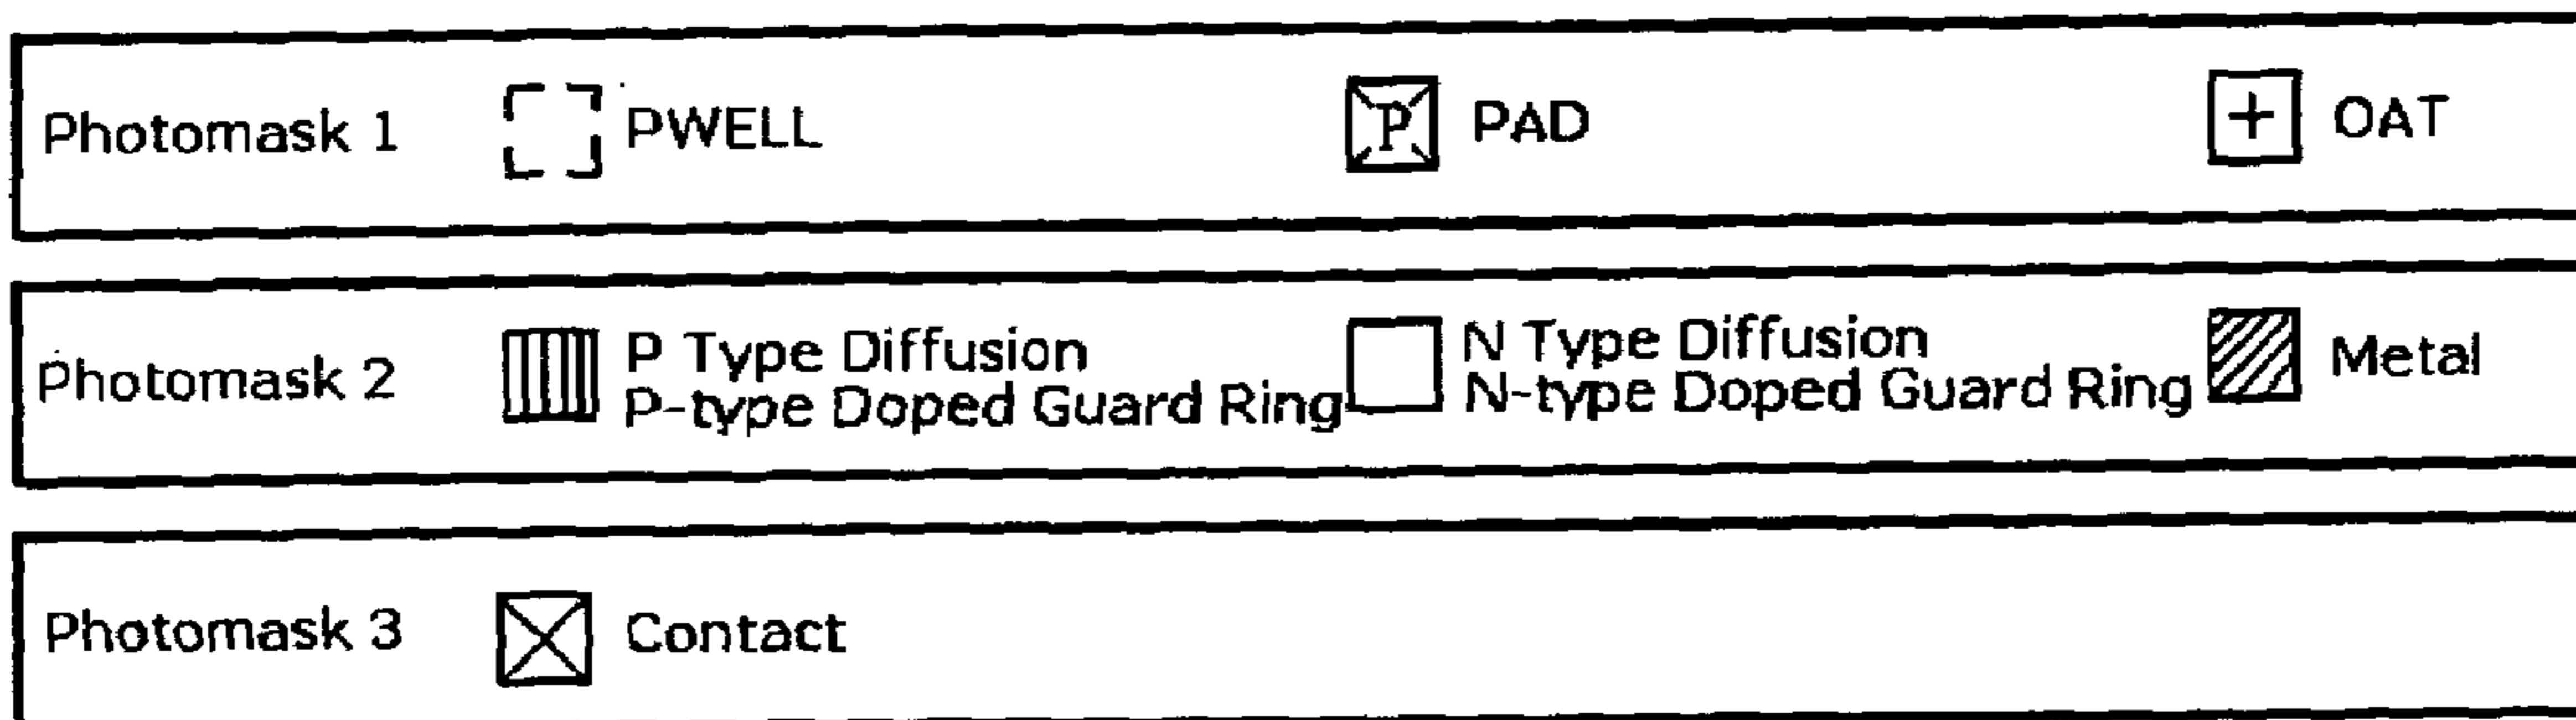 Photomask 1 PWELL P PAD + OAT
Photomask 2 P Type Diffusion N Type Diffusion Metal
P-type Doped Guard Ring N-type Doped Guard Ring
Photomask 3 Contact